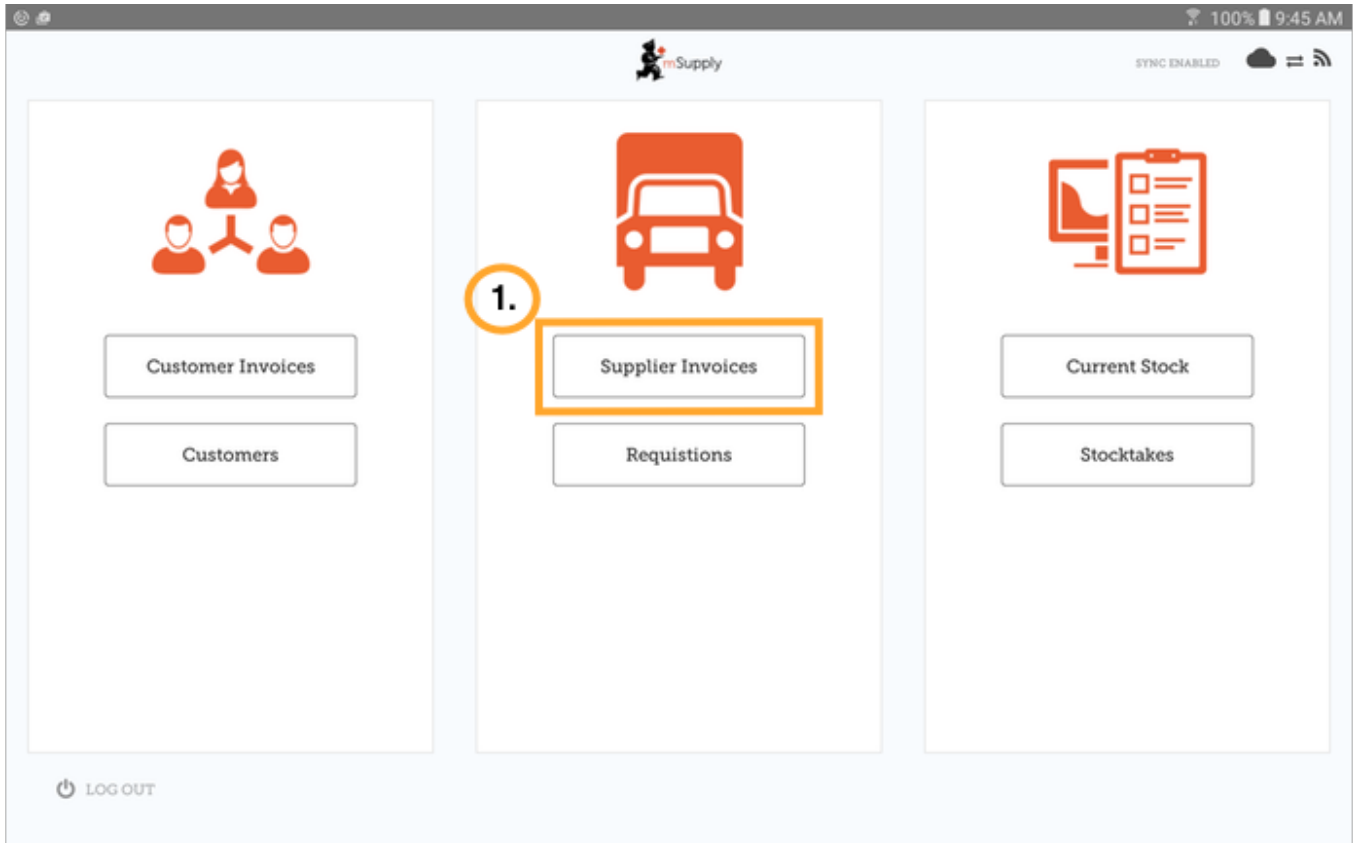 100% 9:45 AM
mSupply
SYNC ENABLED
1.
Customer Invoices
Supplier Invoices
Current Stock
Customers
Requistions
Stocktakes
LOG OUT